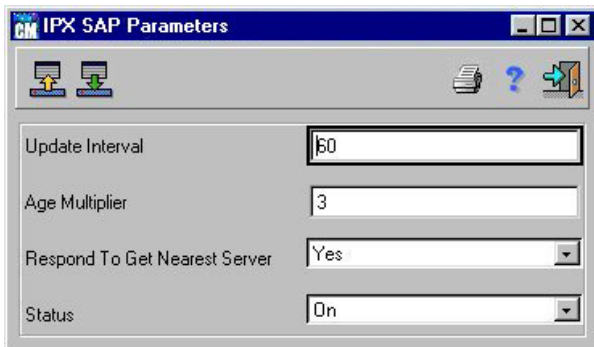 CM IPX SAP Parameters
?
Update Interval 60
Age Multiplier 3
Respond To Get Nearest Server Yes
Status On